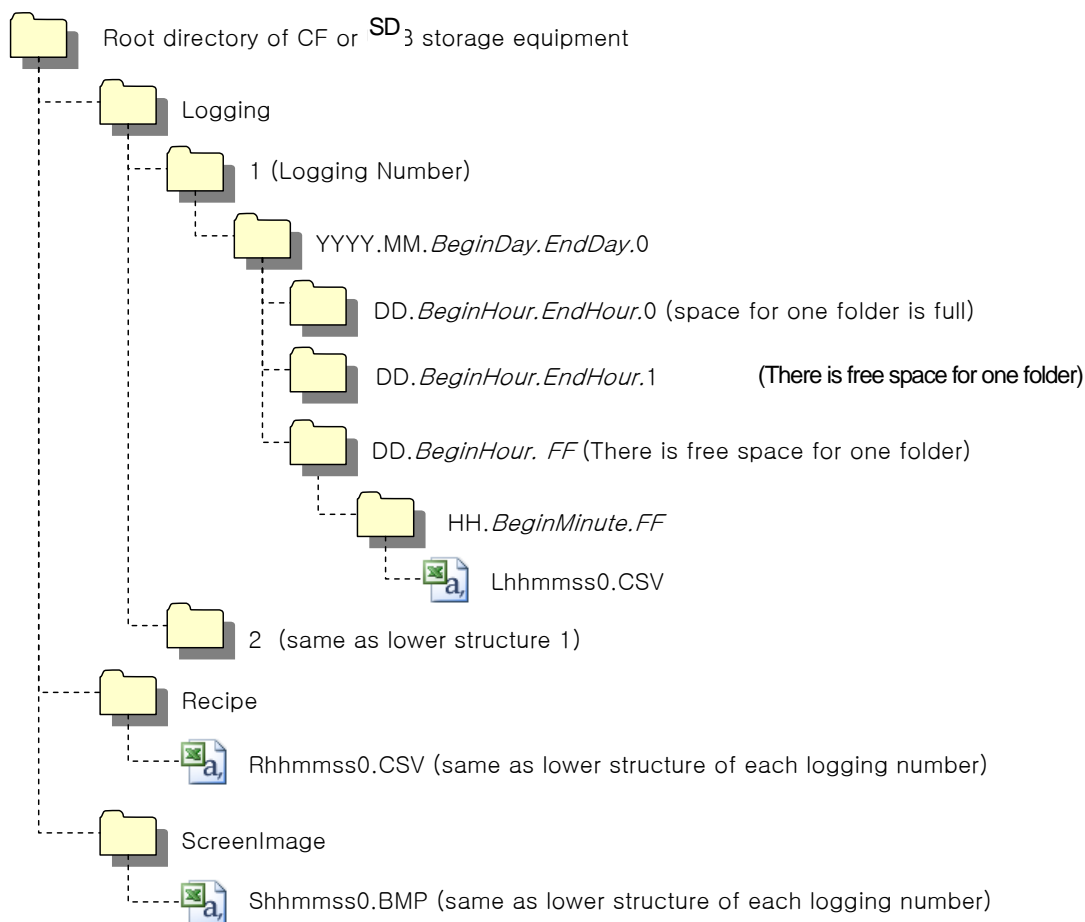 Root directory of CF or SD B storage equipment
Logging
1 (Logging Number)
YYYY.MM.BeginDay.EndDay.0
DD.BeginHour.EndHour.0 (space for one folder is full)
DD.BeginHour.EndHour.1 (There is free space for one folder)
DD.BeginHour. FF (There is free space for one folder)
HH.BeginMinute.FF
a, Lhhmmss0.CSV
2 (same as lower structure 1)
Recipe
a, Rhhmmss0.CSV (same as lower structure of each logging number)
ScreenImage
a, Shhmmss0.BMP (same as lower structure of each logging number)